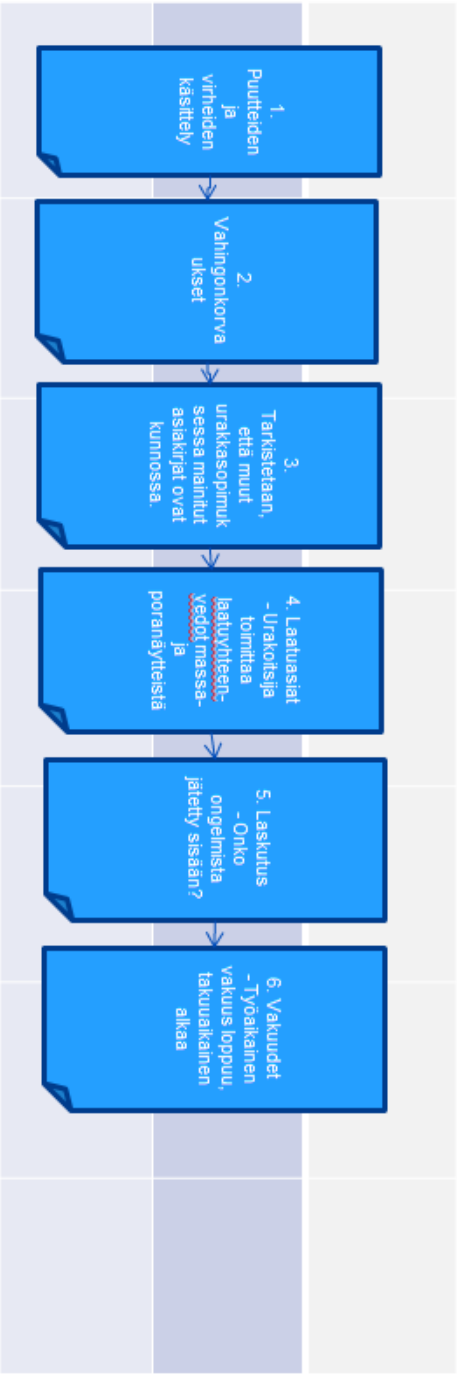 1.
Puutteiden
ja
virheiden
käsittely
2.
Vahingonkorva
ukset
3.
Tarkistetaan,
että muut
urakkasopimuk
sessa mainitut
asiakirjat ovat
kunnossa.
4. Laatuasiat
- Urakoitsija
toimittaa
laatuyhteen-
vedot massa-
ja
poranäytteistä
5. Laskutus
- Onko
ongelmista
jätetty sisään?
6. Vakuudet
- Työaikainen
vakuus loppuu,
takuuaikainen
alkaa